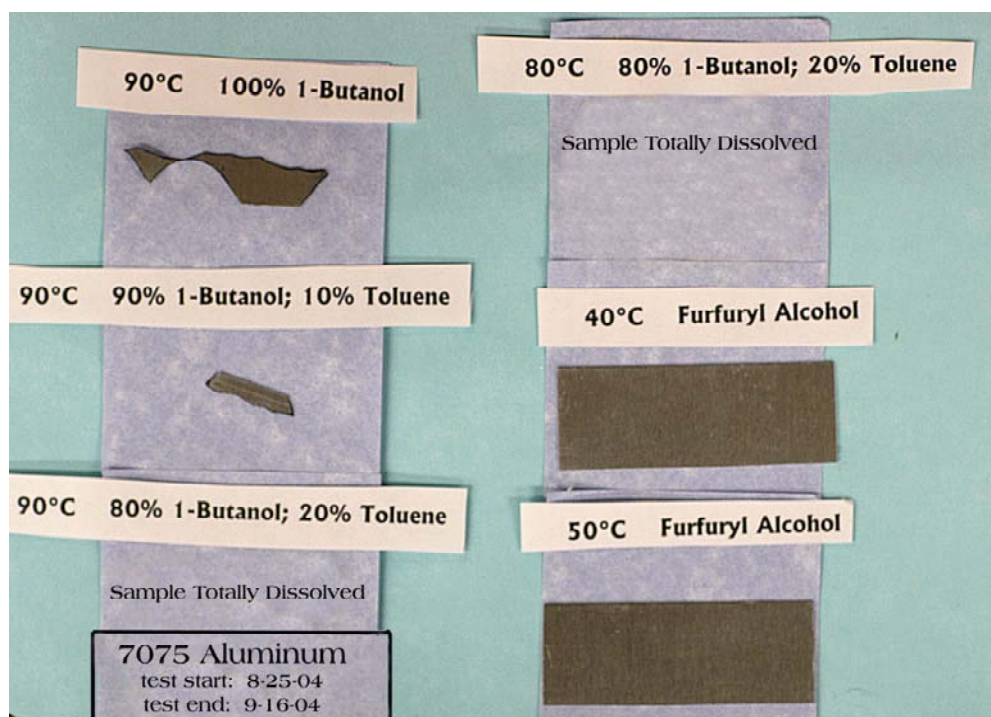 90°C 100% 1-Butanol
90°C 90% 1-Butanol; 10% Toluene
90°C 80% 1-Butanol; 20% Toluene
Sample Totally Dissolved
7075 Aluminum
test start: 8-25-04
test end: 9-16-04
80°C 80% 1-Butanol; 20% Toluene
Sample Totally Dissolved
40°C Furfuryl Alcohol
50°C Furfuryl Alcohol